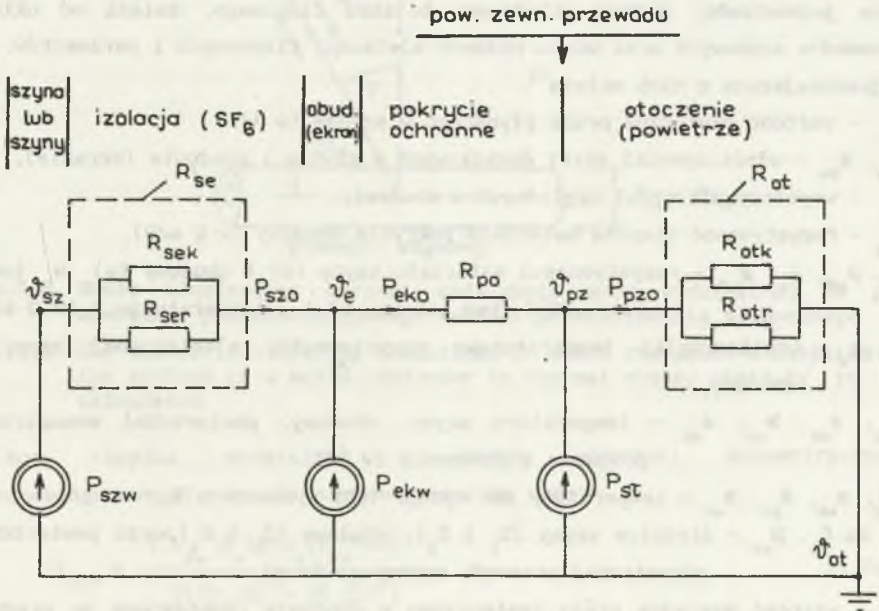 pow. zewn. przewodu
szyna lub szyny
izolacja (SF6)
obud. (ekran)
pokrycie ochronne
otoczenie (powietrze)
Rse
Rot
Rsek
Rser
Rpo
Rotk
Rotr
ϑsz
Pszo
ϑe
Peko
ϑpz
Ppzo
Pszw
Pekw
Psł
ϑot